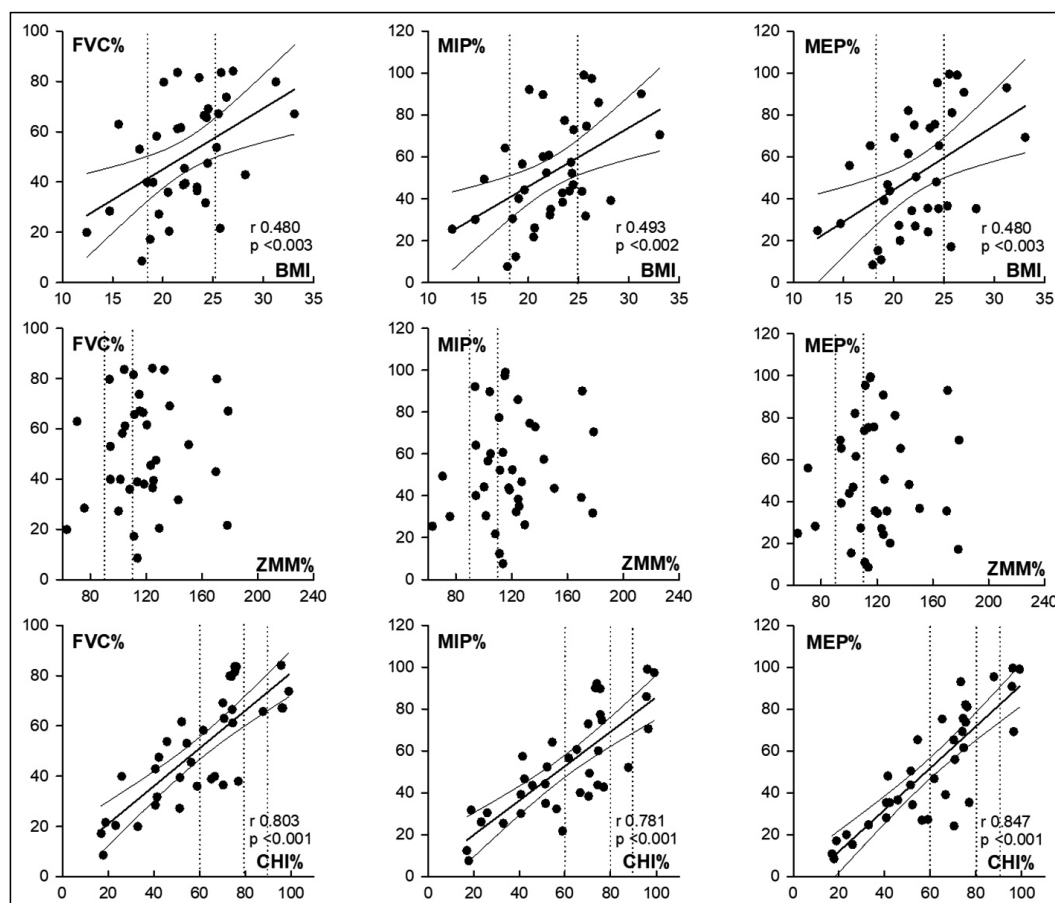 FVC%
100
80
60
40
20
0
r 0.480
p <0.003
BMI
10 15 20 25 30 35
MIP%
120
100
80
60
40
20
0
r 0.493
p <0.002
BMI
10 15 20 25 30 35
MEP%
120
100
80
60
40
20
0
r 0.480
p <0.003
BMI
10 15 20 25 30 35
FVC%
100
80
60
40
20
0
ZMM%
80 120 160 200 240
MIP%
120
100
80
60
40
20
0
ZMM%
80 120 160 200 240
MEP%
120
100
80
60
40
20
0
ZMM%
80 120 160 200 240
FVC%
100
80
60
40
20
0
r 0.803
p <0.001
CHI%
0 20 40 60 80 100
MIP%
120
100
80
60
40
20
0
r 0.781
p <0.001
CHI%
0 20 40 60 80 100
MEP%
120
100
80
60
40
20
0
r 0.847
p <0.001
CHI%
0 20 40 60 80 100